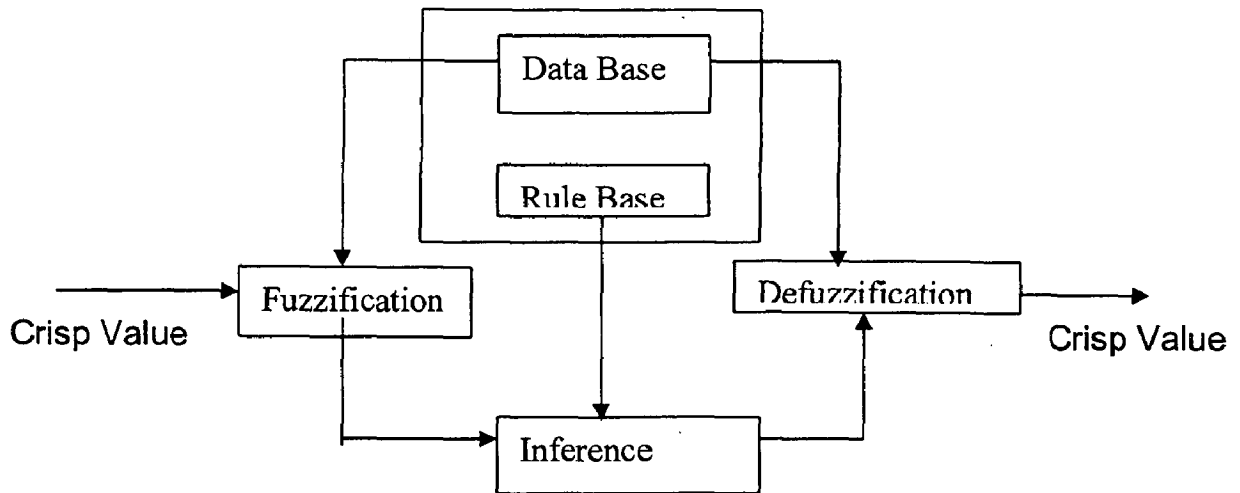 Data Base
Rule Base
Fuzzification
Defuzzification
Crisp Value
Crisp Value
Inference